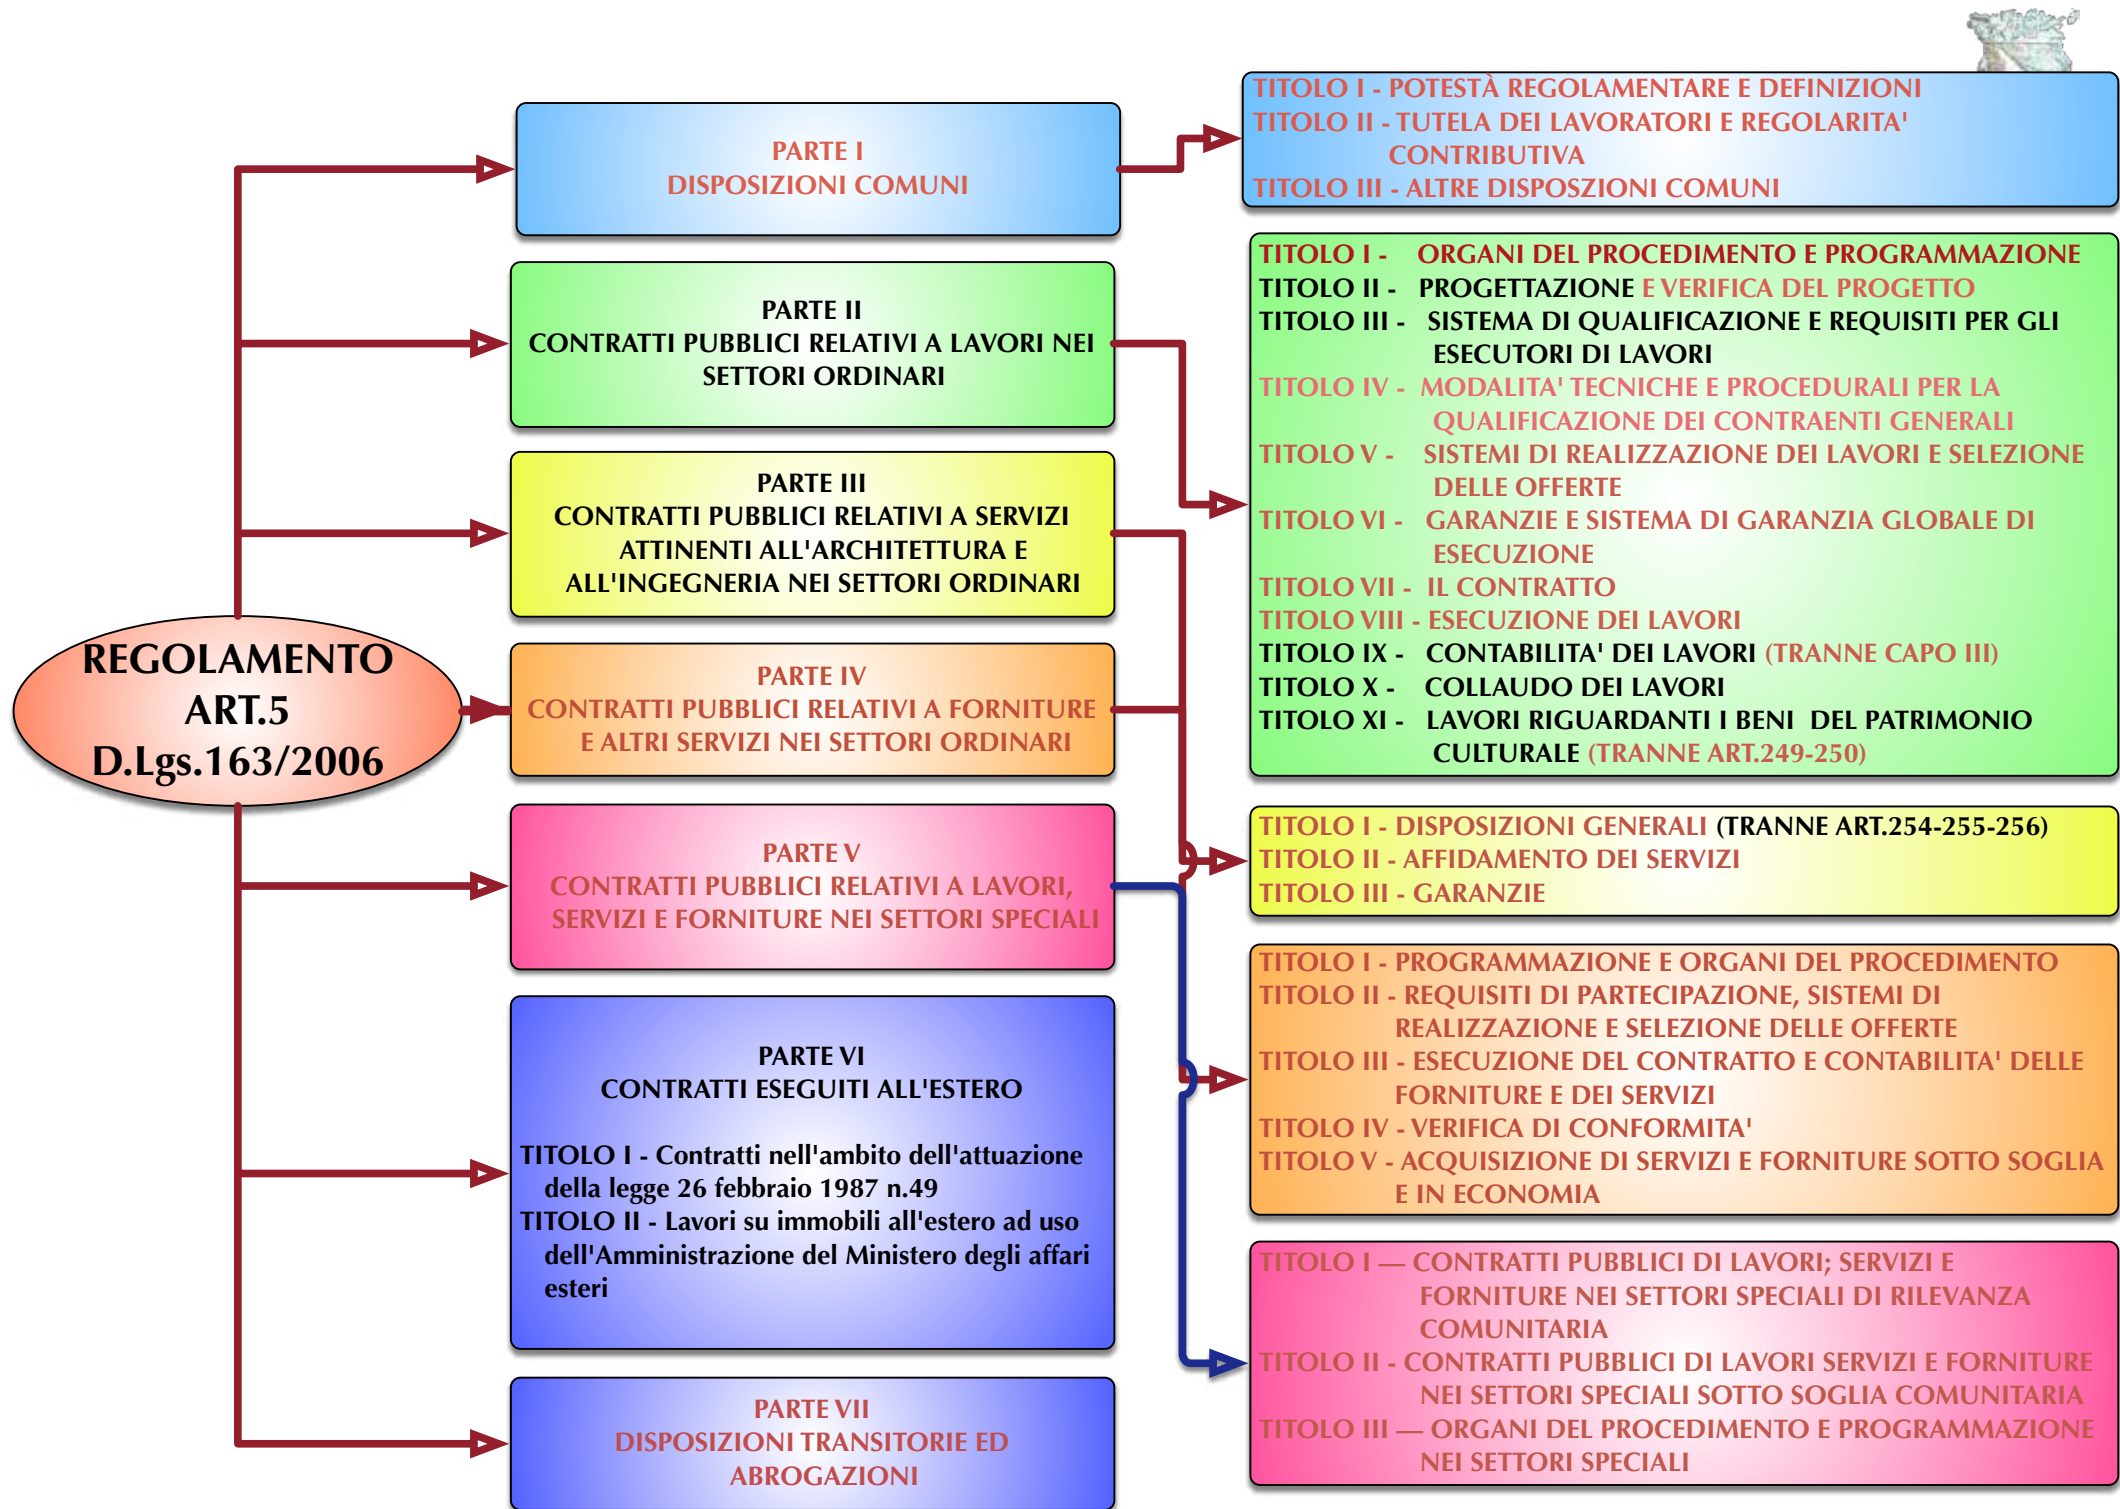 REGOLAMENTO
ART.5
D.Lgs.163/2006
PARTE I
DISPOSIZIONI COMUNI
TITOLO I - POTESTÀ REGOLAMENTARE E DEFINIZIONI
TITOLO II - TUTELA DEI LAVORATORI E REGOLARITA'
CONTRIBUTIVA
TITOLO III - ALTRE DISPOSZIONI COMUNI
PARTE II
CONTRATTI PUBBLICI RELATIVI A LAVORI NEI
SETTORI ORDINARI
TITOLO I - ORGANI DEL PROCEDIMENTO E PROGRAMMAZIONE
TITOLO II - PROGETTAZIONE E VERIFICA DEL PROGETTO
TITOLO III - SISTEMA DI QUALIFICAZIONE E REQUISITI PER GLI
ESECUTORI DI LAVORI
TITOLO IV - MODALITA' TECNICHE E PROCEDURALI PER LA
QUALIFICAZIONE DEI CONTRAENTI GENERALI
TITOLO V - SISTEMI DI REALIZZAZIONE DEI LAVORI E SELEZIONE
DELLE OFFERTE
TITOLO VI - GARANZIE E SISTEMA DI GARANZIA GLOBALE DI
ESECUZIONE
TITOLO VII - IL CONTRATTO
TITOLO VIII - ESECUZIONE DEI LAVORI
TITOLO IX - CONTABILITA' DEI LAVORI (TRANNE CAPO III)
TITOLO X - COLLAUDO DEI LAVORI
TITOLO XI - LAVORI RIGUARDANTI I BENI DEL PATRIMONIO
CULTURALE (TRANNE ART.249-250)
PARTE III
CONTRATTI PUBBLICI RELATIVI A SERVIZI
ATTINENTI ALL'ARCHITETTURA E
ALL'INGEGNERIA NEI SETTORI ORDINARI
TITOLO I - DISPOSIZIONI GENERALI (TRANNE ART.254-255-256)
TITOLO II - AFFIDAMENTO DEI SERVIZI
TITOLO III - GARANZIE
PARTE IV
CONTRATTI PUBBLICI RELATIVI A FORNITURE
E ALTRI SERVIZI NEI SETTORI ORDINARI
TITOLO I - PROGRAMMAZIONE E ORGANI DEL PROCEDIMENTO
TITOLO II - REQUISITI DI PARTECIPAZIONE, SISTEMI DI
REALIZZAZIONE E SELEZIONE DELLE OFFERTE
TITOLO III - ESECUZIONE DEL CONTRATTO E CONTABILITA' DELLE
FORNITURE E DEI SERVIZI
TITOLO IV - VERIFICA DI CONFORMITA'
TITOLO V - ACQUISIZIONE DI SERVIZI E FORNITURE SOTTO SOGLIA
E IN ECONOMIA
PARTE V
CONTRATTI PUBBLICI RELATIVI A LAVORI,
SERVIZI E FORNITURE NEI SETTORI SPECIALI
TITOLO I — CONTRATTI PUBBLICI DI LAVORI; SERVIZI E
FORNITURE NEI SETTORI SPECIALI DI RILEVANZA
COMUNITARIA
TITOLO II - CONTRATTI PUBBLICI DI LAVORI SERVIZI E FORNITURE
NEI SETTORI SPECIALI SOTTO SOGLIA COMUNITARIA
TITOLO III — ORGANI DEL PROCEDIMENTO E PROGRAMMAZIONE
NEI SETTORI SPECIALI
PARTE VI
CONTRATTI ESEGUITI ALL'ESTERO
TITOLO I - Contratti nell'ambito dell'attuazione
della legge 26 febbraio 1987 n.49
TITOLO II - Lavori su immobili all'estero ad uso
dell'Amministrazione del Ministero degli affari
esteri
PARTE VII
DISPOSIZIONI TRANSITORIE ED
ABROGAZIONI